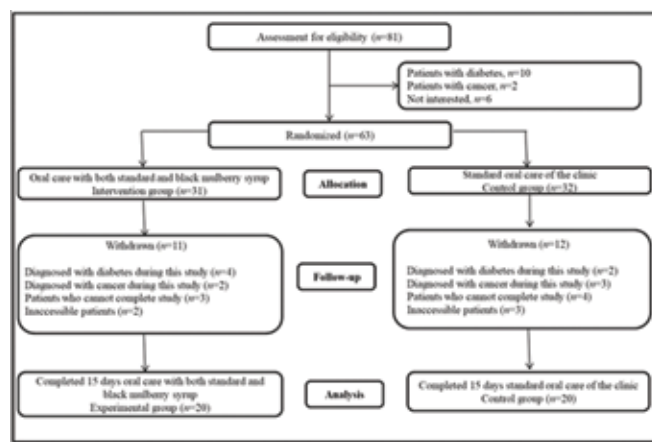 Assessment for eligibility (n=81)
Patients with diabetes, n=10
Patients with cancer, n=2
Not interested, n=6
Randomized (n=63)
Oral care with both standard and black mulberry syrup
Intervention group (n=31)
Allocation
Standard oral care of the clinic
Control group (n=32)
Withdrawn (n=11)
Diagnosed with diabetes during this study (n=4)
Diagnosed with cancer during this study (n=2)
Patients who cannot complete study (n=3)
Inaccessible patients (n=2)
Follow-up
Withdrawn (n=12)
Diagnosed with diabetes during this study (n=2)
Diagnosed with cancer during this study (n=3)
Patients who cannot complete study (n=4)
Inaccessible patients (n=3)
Completed 15 days oral care with both standard and
black mulberry syrup
Experimental group (n=20)
Analysis
Completed 15 days standard oral care of the clinic
Control group (n=20)